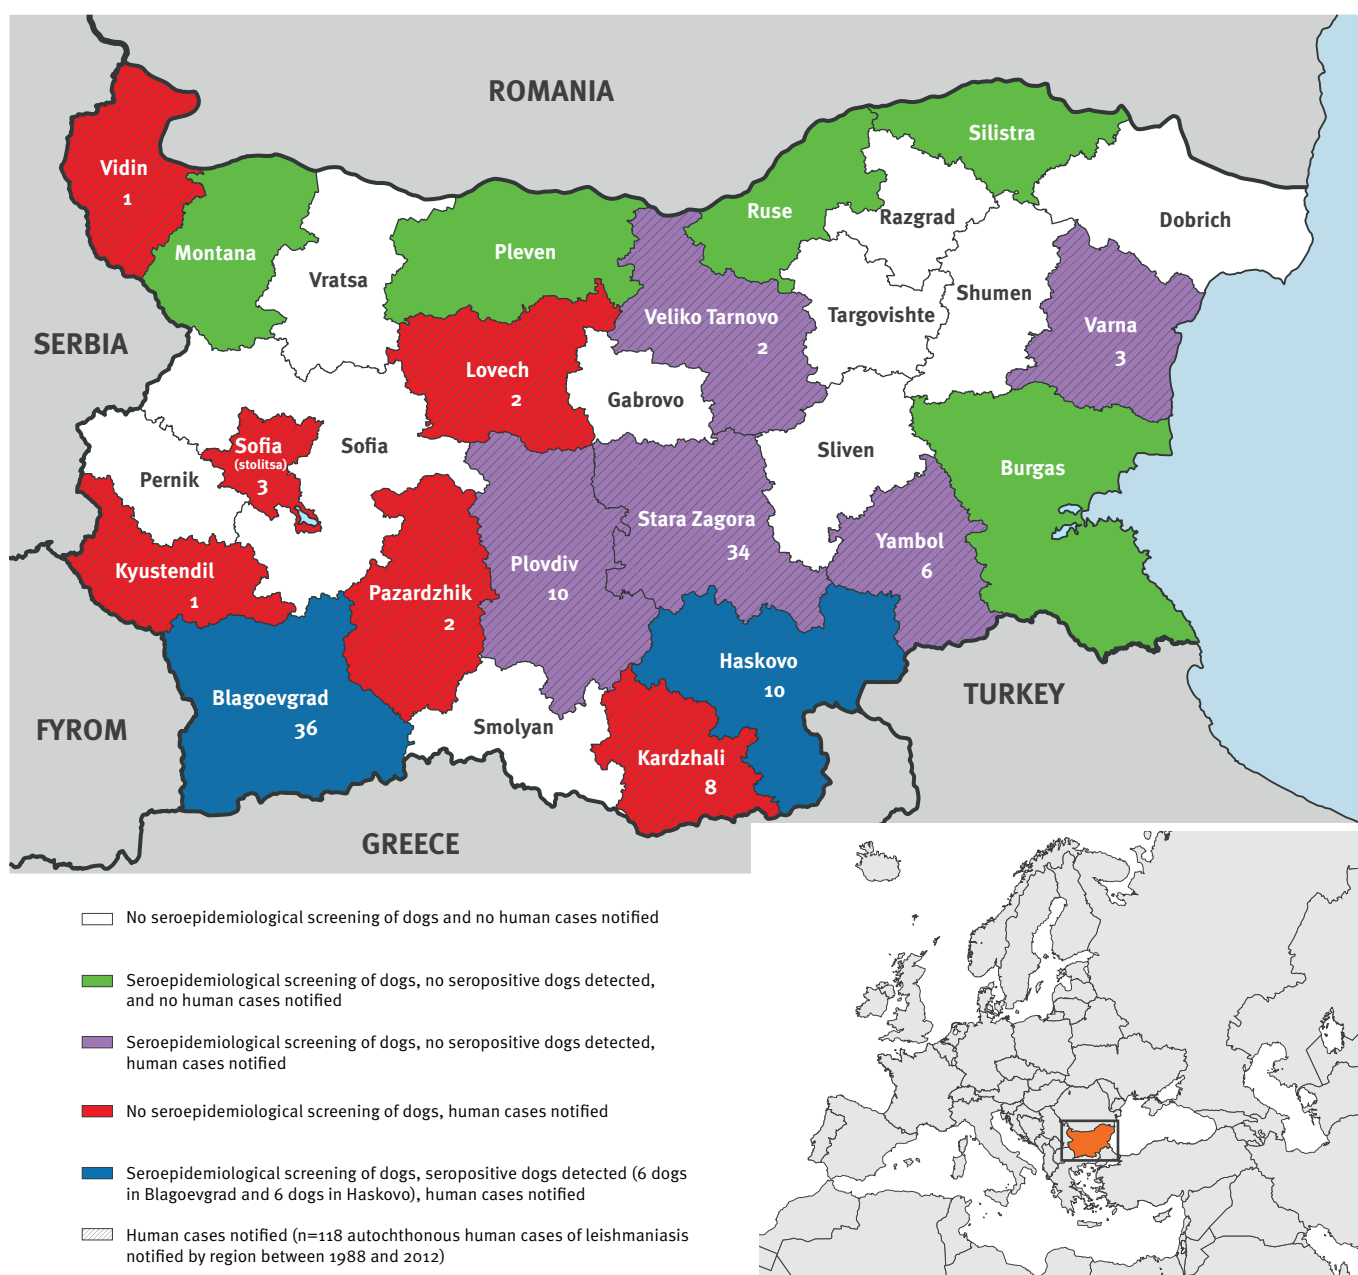 ROMANIA
Silistra
Vidin
1
Ruse
Razgrad
Dobrich
Montana
Pleven
Vratsa
Shumen
Veliko Tarnovo
2
Targovishte
Varna
3
SERBIA
Lovech
2
Gabrovo
Sofia
(stolitsa)
3
Sofia
Sliven
Burgas
Pernik
Stara Zagora
34
Yambol
6
Kyustendil
1
Plovdiv
10
Pazardzhik
2
Haskovo
10
Blagoevgrad
36
TURKEY
FYROM
Smolyan
Kardzhali
8
GREECE
No seroepidemiological screening of dogs and no human cases notified
Seroepidemiological screening of dogs, no seropositive dogs detected,
and no human cases notified
Seroepidemiological screening of dogs, no seropositive dogs detected,
human cases notified
No seroepidemiological screening of dogs, human cases notified
Seroepidemiological screening of dogs, seropositive dogs detected (6 dogs
in Blagoevgrad and 6 dogs in Haskovo), human cases notified
Human cases notified (n=118 autochthonous human cases of leishmaniasis
notified by region between 1988 and 2012)